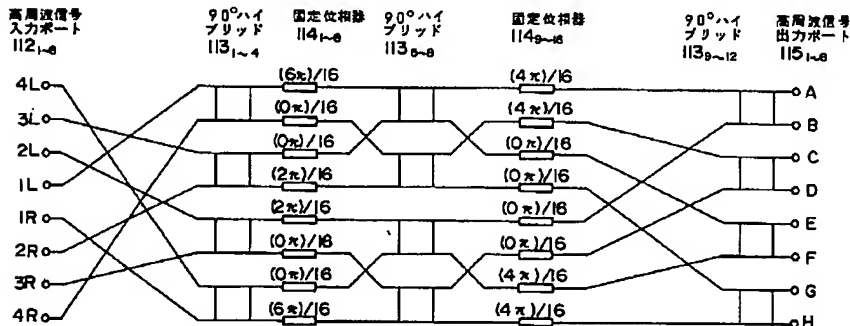 高周波信号
入力ポート
112₁~₈
90°ハイ
ブリッド
113₁~₄
固定位相器
114₁~₈
90°ハイ
ブリッド
113₅~₈
固定位相器
114₉~₁₆
90°ハイ
ブリッド
113₉~₁₂
高周波信号
出力ポート
115₁~₈
4L (6π)/16 (4π)/16 A
3L (0π)/16 (4π)/16 B
2L (0π)/16 (0π)/16 C
1L (2π)/16 (0π)/16 D
1R (2π)/16 (0π)/16 E
2R (0π)/16 (0π)/16 F
3R (0π)/16 (4π)/16 G
4R (6π)/16 (4π)/16 H